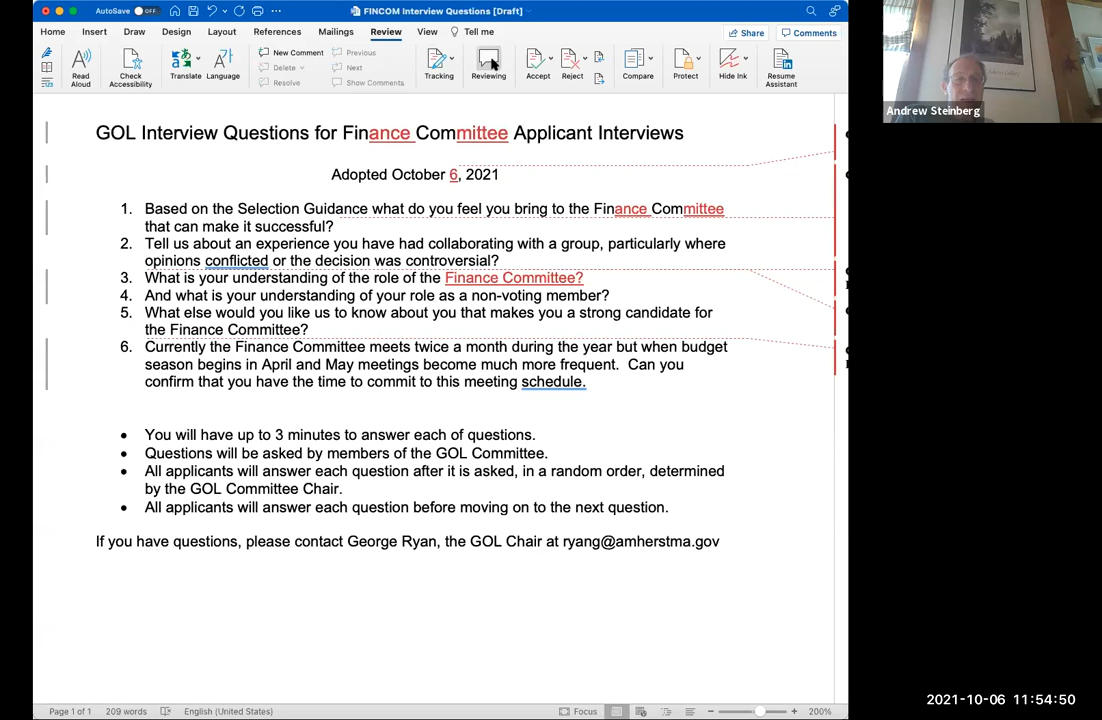 AutoSave OFF FINCOM Interview Questions [Draft]
Home Insert Draw Design Layout References Mailings Review View Tell me Share Comments
Read Aloud
Check Accessibility
Translate
Language
New Comment
Delete
Resolve
Previous
Next
Show Comments
Tracking
Reviewing
Accept
Reject
Compare
Protect
Hide Ink
Resume Assistant
Andrew Steinberg
GOL Interview Questions for Finance Committee Applicant Interviews
Adopted October 6, 2021
1. Based on the Selection Guidance what do you feel you bring to the Finance Committee
that can make it successful?
2. Tell us about an experience you have had collaborating with a group, particularly where
opinions conflicted or the decision was controversial?
3. What is your understanding of the role of the Finance Committee?
4. And what is your understanding of your role as a non-voting member?
5. What else would you like us to know about you that makes you a strong candidate for
the Finance Committee?
6. Currently the Finance Committee meets twice a month during the year but when budget
season begins in April and May meetings become much more frequent. Can you
confirm that you have the time to commit to this meeting schedule.
• You will have up to 3 minutes to answer each of questions.
• Questions will be asked by members of the GOL Committee.
• All applicants will answer each question after it is asked, in a random order, determined
by the GOL Committee Chair.
• All applicants will answer each question before moving on to the next question.
If you have questions, please contact George Ryan, the GOL Chair at ryang@amherstma.gov
Page 1 of 1 209 words English (United States) Focus 200%
2021-10-06 11:54:50